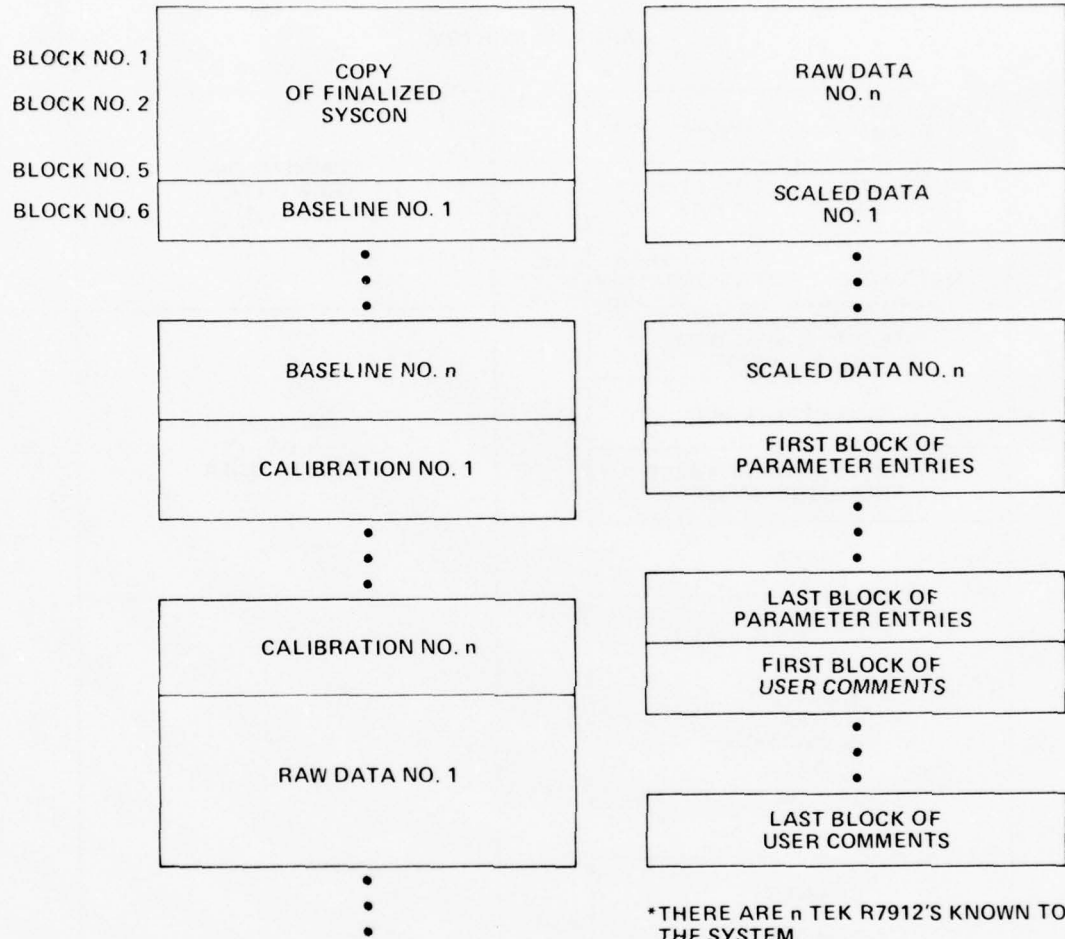 BLOCK NO. 1
BLOCK NO. 2
BLOCK NO. 5
BLOCK NO. 6
COPY
OF FINALIZED
SYSCON
BASELINE NO. 1
BASELINE NO. n
CALIBRATION NO. 1
CALIBRATION NO. n
RAW DATA NO. 1
RAW DATA
NO. n
SCALED DATA
NO. 1
SCALED DATA NO. n
FIRST BLOCK OF
PARAMETER ENTRIES
LAST BLOCK OF
PARAMETER ENTRIES
FIRST BLOCK OF
USER COMMENTS
LAST BLOCK OF
USER COMMENTS
*THERE ARE n TEK R7912'S KNOWN TO
THE SYSTEM